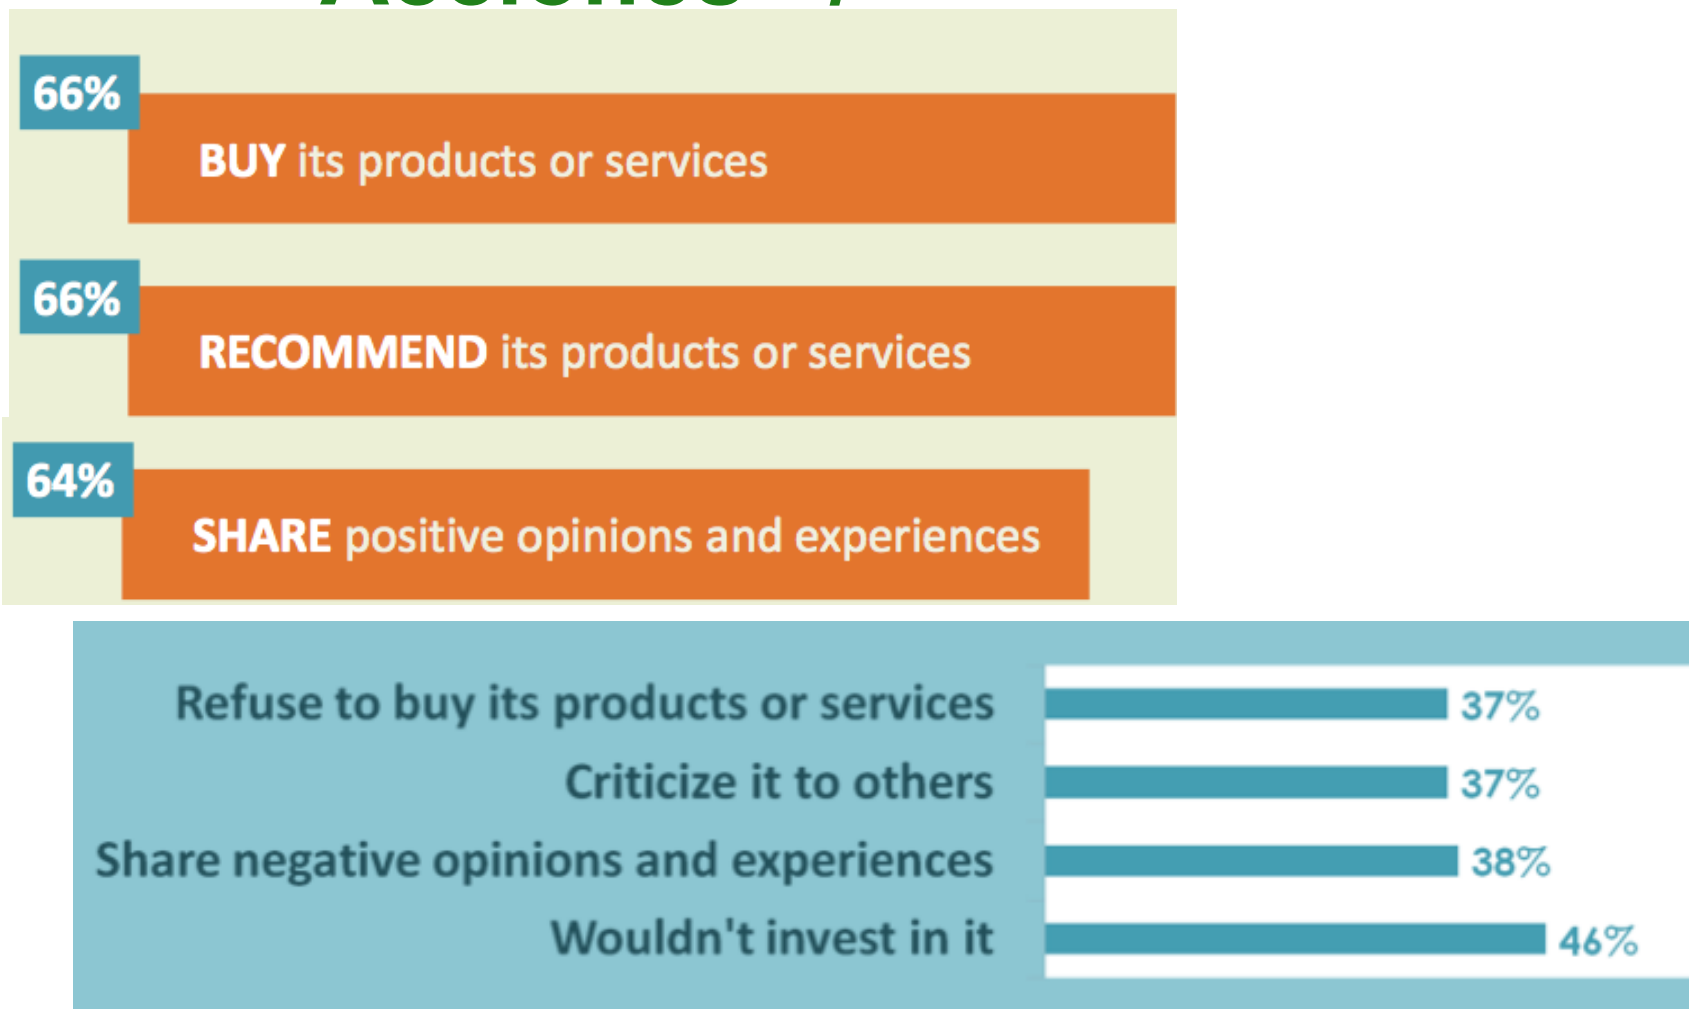 66%
BUY its products or services
66%
RECOMMEND its products or services
64%
SHARE positive opinions and experiences
Refuse to buy its products or services 37%
Criticize it to others 37%
Share negative opinions and experiences 38%
Wouldn't invest in it 46%